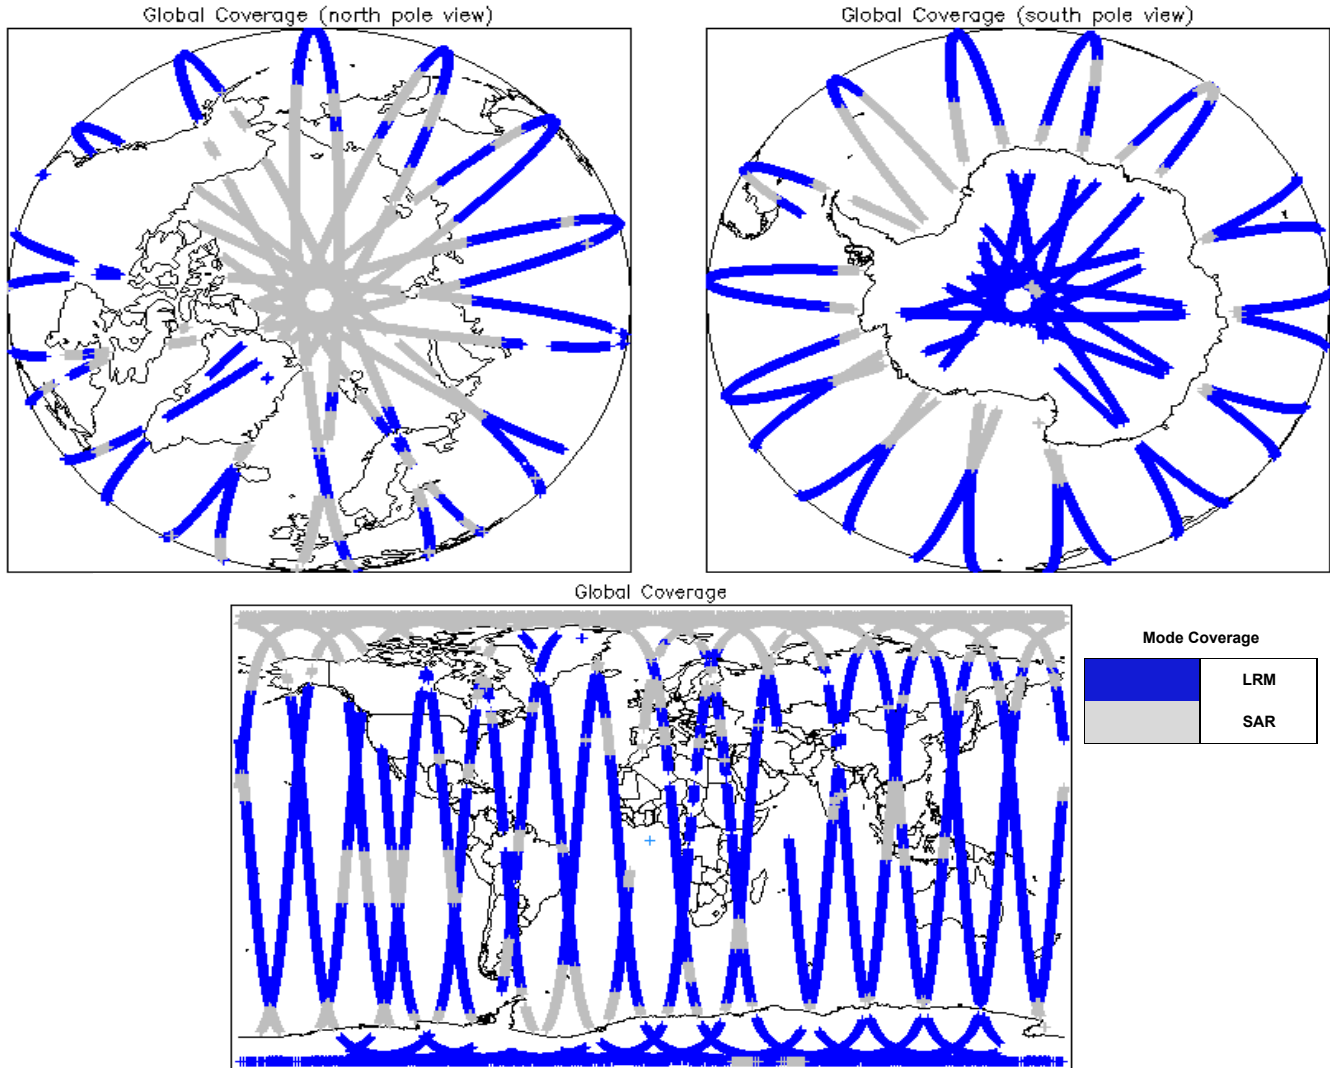 Global Coverage (north pole view)
Global Coverage (south pole view)
Global Coverage
Mode Coverage
LRM
SAR